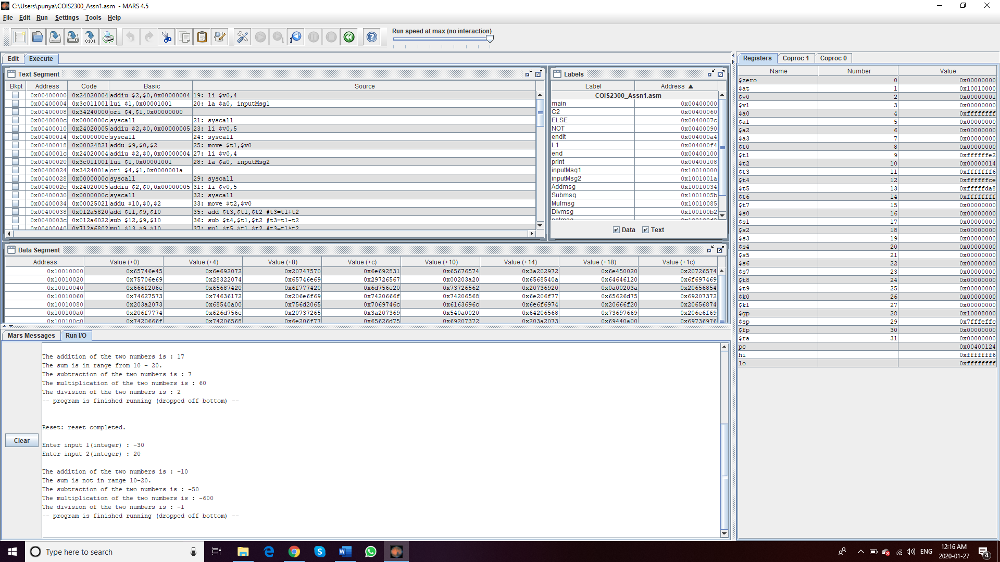 C:\Users\punya\COIS2300_Assn1.asm - MARS 4.5
File Edit Run Settings Tools Help
Run speed at max (no interaction)
Edit Execute
Text Segment
Bkpt Address Code Basic Source
0x00400000 0x24020004 addiu $2,$0,0x00000004 19: li $v0,4
0x00400004 0x3c011001 lui $1,0x00001001 20: la $a0, inputMsg1
0x00400008 0x34240000 ori $4,$1,0x00000000
0x0040000c 0x0000000c syscall 21: syscall
0x00400010 0x24020005 addiu $2,$0,0x00000005 23: li $v0,5
0x00400014 0x0000000c syscall 24: syscall
0x00400018 0x00024821 addu $9,$0,$2 25: move $t1,$v0
0x0040001c 0x24020004 addiu $2,$0,0x00000004 27: li $v0,4
0x00400020 0x3c011001 lui $1,0x00001001 28: la $a0, inputMsg2
0x00400024 0x3424001a ori $4,$1,0x0000001a
0x00400028 0x0000000c syscall 29: syscall
0x0040002c 0x24020005 addiu $2,$0,0x00000005 31: li $v0,5
0x00400030 0x0000000c syscall 32: syscall
0x00400034 0x00025021 addu $10,$0,$2 33: move $t2,$v0
0x00400038 0x012a5820 add $11,$9,$10 35: add $t3,$t1,$t2 #t3=t1+t2
0x0040003c 0x012a6022 sub $12,$9,$10 36: sub $t4,$t1,$t2 #t3=t1-t2
0x00400040 0x712a6802 mul $13,$9,$10 37: mul $t5,$t1,$t2 #t3=t1*t2
Labels
Label Address ▲
COIS2300_Assn1.asm
main 0x00400000
C2 0x00400060
ELSE 0x0040007c
NOT 0x00400090
endit 0x004000a4
L1 0x004000f4
end 0x00400100
print 0x00400108
inputMsg1 0x10010000
inputMsg2 0x1001001a
Addmsg 0x10010034
Submsg 0x1001005b
Mulmsg 0x10010085
Divmsg 0x100100b2
Data Text
Data Segment
Address Value (+0) Value (+4) Value (+8) Value (+c) Value (+10) Value (+14) Value (+18) Value (+1c)
0x10010000 0x65746e45 0x6e692072 0x20747570 0x6e692831 0x65676574 0x3a202972 0x6e450020 0x20726574
0x10010020 0x75706e69 0x28322074 0x65746e69 0x29726567 0x00203a20 0x6568540a 0x64646120 0x6f697469
0x10010040 0x666f206e 0x65687420 0x6f777420 0x6d756e20 0x73726562 0x20736920 0x0a00203a 0x20656854
0x10010060 0x74627573 0x74636172 0x206e6f69 0x7420666f 0x74206568 0x6e206f77 0x65626d75 0x69207372
0x10010080 0x203a2073 0x68540a00 0x756d2065 0x7069746c 0x6163696c 0x6e6f6974 0x20666f20 0x20656874
0x100100a0 0x206f7774 0x626d756e 0x20737265 0x3a207369 0x540a0020 0x64206568 0x73697669 0x206e6f69
0x100100c0 0x7420666f 0x74206568 0x6e206f77 0x65626d75 0x69207372 0x203a2073 0x69440a00 0x69736976
Mars Messages Run I/O
Clear
The addition of the two numbers is : 17
The sum is in range from 10 - 20.
The subtraction of the two numbers is : 7
The multiplication of the two numbers is : 60
The division of the two numbers is : 2
-- program is finished running (dropped off bottom) --
Reset: reset completed.
Enter input 1(integer) : -30
Enter input 2(integer) : 20
The addition of the two numbers is : -10
The sum is not in range 10-20.
The subtraction of the two numbers is : -50
The multiplication of the two numbers is : -600
The division of the two numbers is : -1
-- program is finished running (dropped off bottom) --
Registers Coproc 1 Coproc 0
Name Number Value
$zero 0 0x00000000
$at 1 0x10010000
$v0 2 0x00000001
$v1 3 0x00000000
$a0 4 0xffffffff
$a1 5 0x00000000
$a2 6 0x00000000
$a3 7 0x00000000
$t0 8 0x00000000
$t1 9 0xffffffe2
$t2 10 0x00000014
$t3 11 0xfffffff6
$t4 12 0xffffffce
$t5 13 0xfffffda8
$t6 14 0xffffffff
$t7 15 0x00000000
$s0 16 0x00000000
$s1 17 0x00000000
$s2 18 0x00000000
$s3 19 0x00000000
$s4 20 0x00000000
$s5 21 0x00000000
$s6 22 0x00000000
$s7 23 0x00000000
$t8 24 0x00000000
$t9 25 0x00000000
$k0 26 0x00000000
$k1 27 0x00000000
$gp 28 0x10008000
$sp 29 0x7fffeffc
$fp 30 0x00000000
$ra 31 0x00000000
pc 0x00400124
hi 0xfffffff6
lo 0xffffffff
Type here to search
ENG
12:16 AM
2020-01-27
4